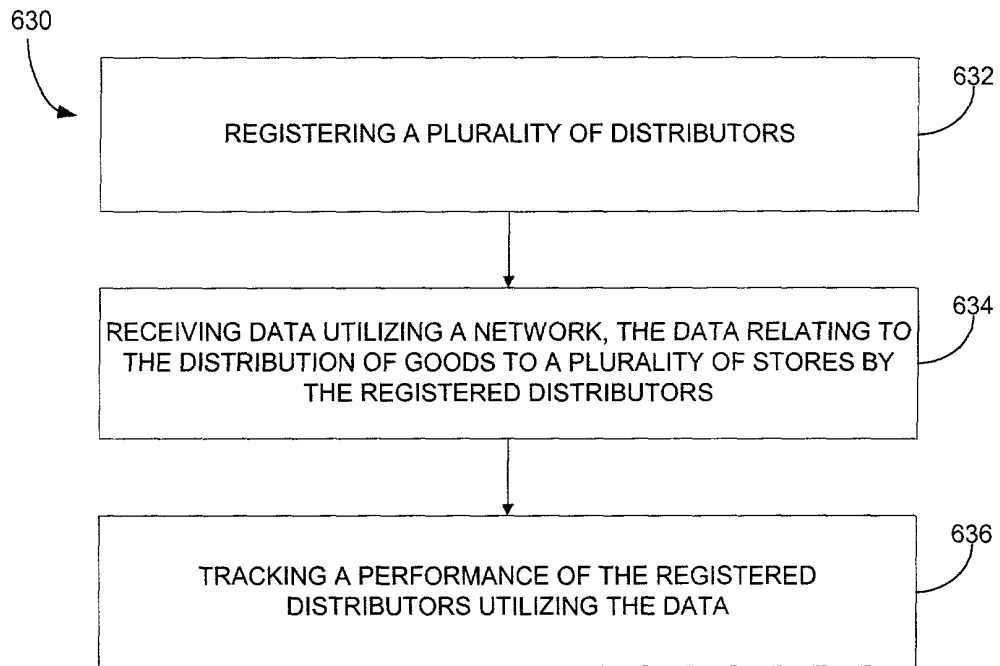 630
632
REGISTERING A PLURALITY OF DISTRIBUTORS
634
RECEIVING DATA UTILIZING A NETWORK, THE DATA RELATING TO
THE DISTRIBUTION OF GOODS TO A PLURALITY OF STORES BY
THE REGISTERED DISTRIBUTORS
636
TRACKING A PERFORMANCE OF THE REGISTERED
DISTRIBUTORS UTILIZING THE DATA